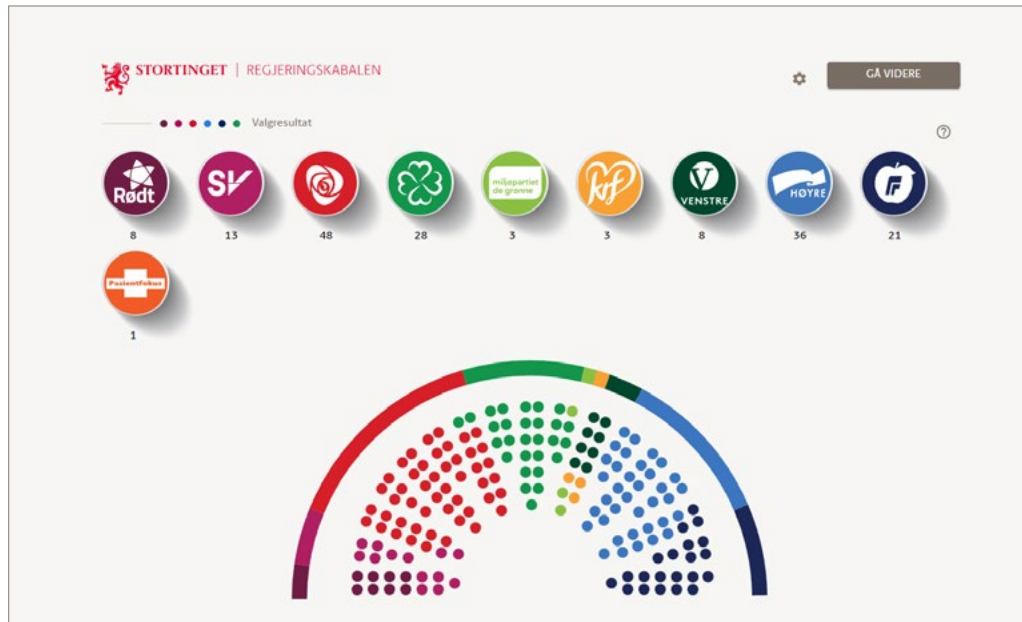 STORTINGET | REGJERINGSKABALEN
GÅ VIDERE
Valgresultat
Rødt
SV
miljøpartiet
de grønne
krf
V
VENSTRE
HØYRE
8 13 48 28 3 3 8 36 21
Pasientfokus
1